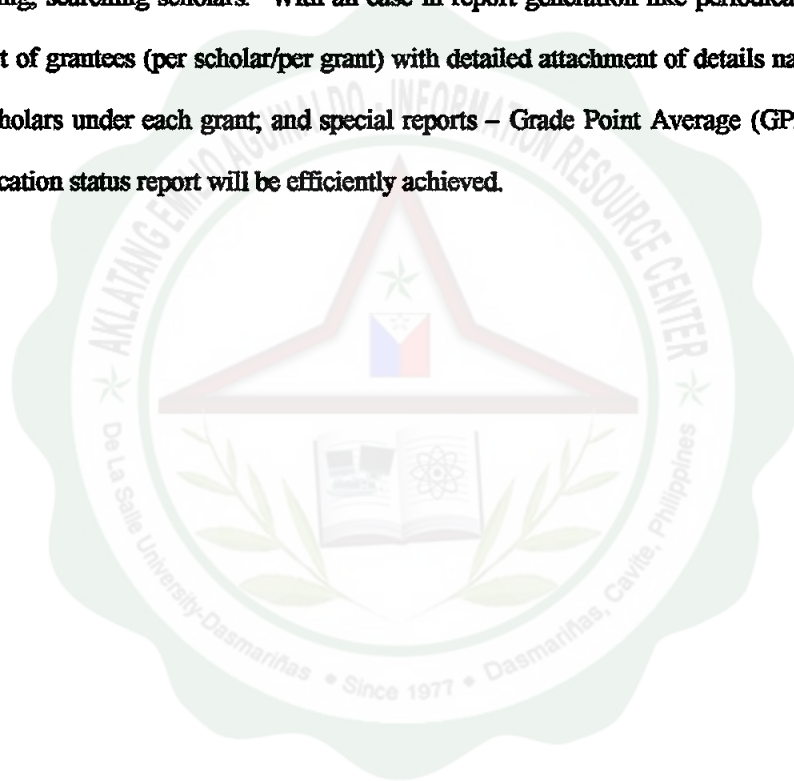 searching scholars. With an ease in report generation like
t of grantees (per scholar/per grant) with detailed attachment of details na
holars under each grant; and special reports – Grade Point Average (GP
cation status report will be efficiently achieved.
AKLATANG EMILIO AGUINALDO - INFORMATION RESOURCE CENTER
De La Salle University-Dasmariñas • Since 1977 • Dasmariñas, Cavite, Philippines